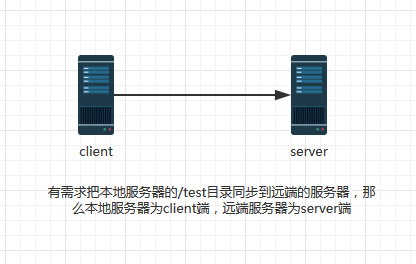 client server
有需求把本地服务器的/test目录同步到远端的服务器，那
么本地服务器为client端，远端服务器为server端